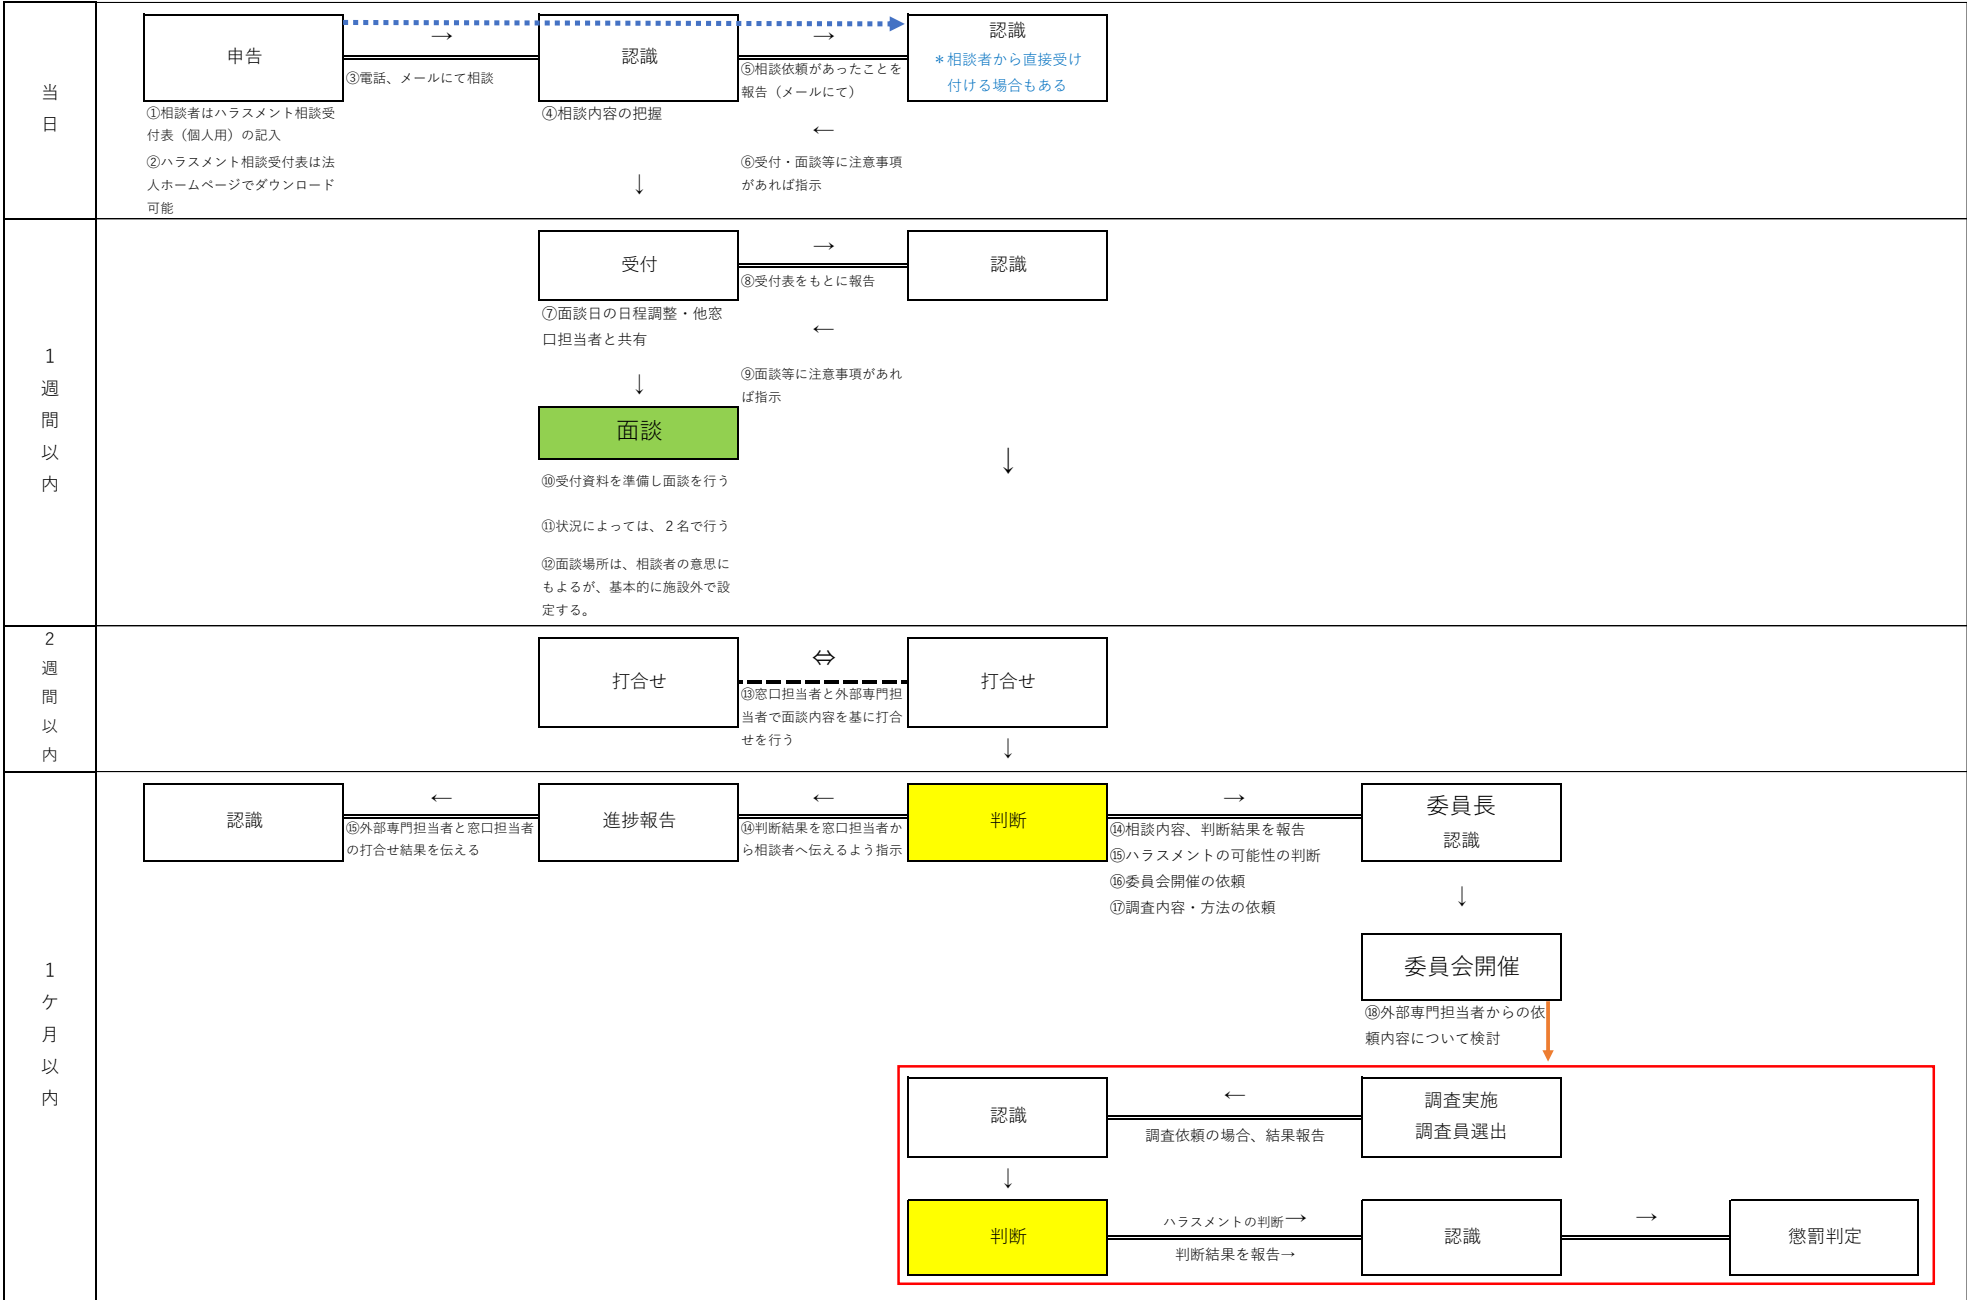 当
日
申告
→
③電話、メールにて相談
①相談者はハラスメント相談受
付表（個人用）の記入
②ハラスメント相談受付表は法
人ホームページでダウンロード
可能
認識
④相談内容の把握
↓
→
⑤相談依頼があったことを
報告（メールにて）
←
⑥受付・面談等に注意事項
があれば指示
認識
＊相談者から直接受け
付ける場合もある
1
週
間
以
内
受付
⑦面談日の日程調整・他窓
口担当者と共有
↓
→
⑧受付表をもとに報告
←
⑨面談等に注意事項があれ
ば指示
認識
↓
面談
⑩受付資料を準備し面談を行う
⑪状況によっては、２名で行う
⑫面談場所は、相談者の意思に
もよるが、基本的に施設外で設
定する。
2
週
間
以
内
打合せ
⇔
⑬窓口担当者と外部専門担
当者で面談内容を基に打合
せを行う
打合せ
↓
1
ケ
月
以
内
認識
←
⑮外部専門担当者と窓口担当者
の打合せ結果を伝える
進捗報告
←
⑭判断結果を窓口担当者か
ら相談者へ伝えるよう指示
判断
→
⑭相談内容、判断結果を報告
⑮ハラスメントの可能性の判断
⑯委員会開催の依頼
⑰調査内容・方法の依頼
委員長
認識
↓
委員会開催
⑱外部専門担当者からの依
頼内容について検討
認識
←
調査依頼の場合、結果報告
調査実施
調査員選出
↓
判断
ハラスメントの判断→
判断結果を報告→
認識
→
懲罰判定